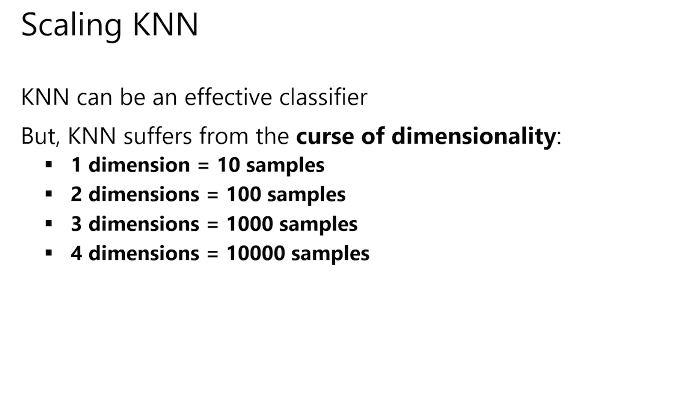 Scaling KNN
KNN can be an effective classifier
But, KNN suffers from the curse of dimensionality:
▪ 1 dimension = 10 samples
▪ 2 dimensions = 100 samples
▪ 3 dimensions = 1000 samples
▪ 4 dimensions = 10000 samples